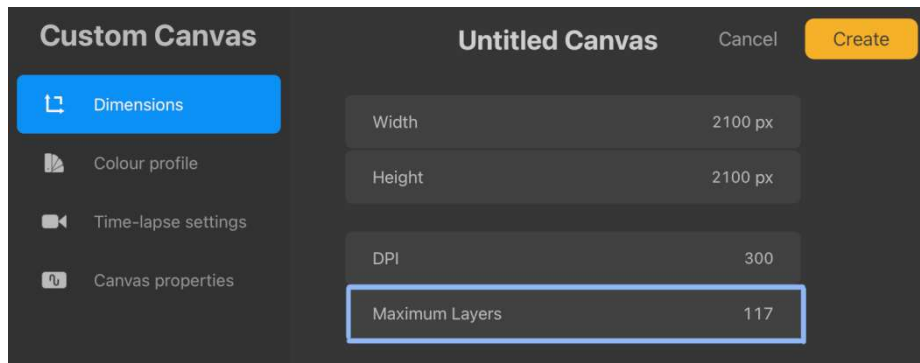 Custom Canvas
Dimensions
Colour profile
Time-lapse settings
Canvas properties
Untitled Canvas Cancel Create
Width 2100 px
Height 2100 px
DPI 300
Maximum Layers 117